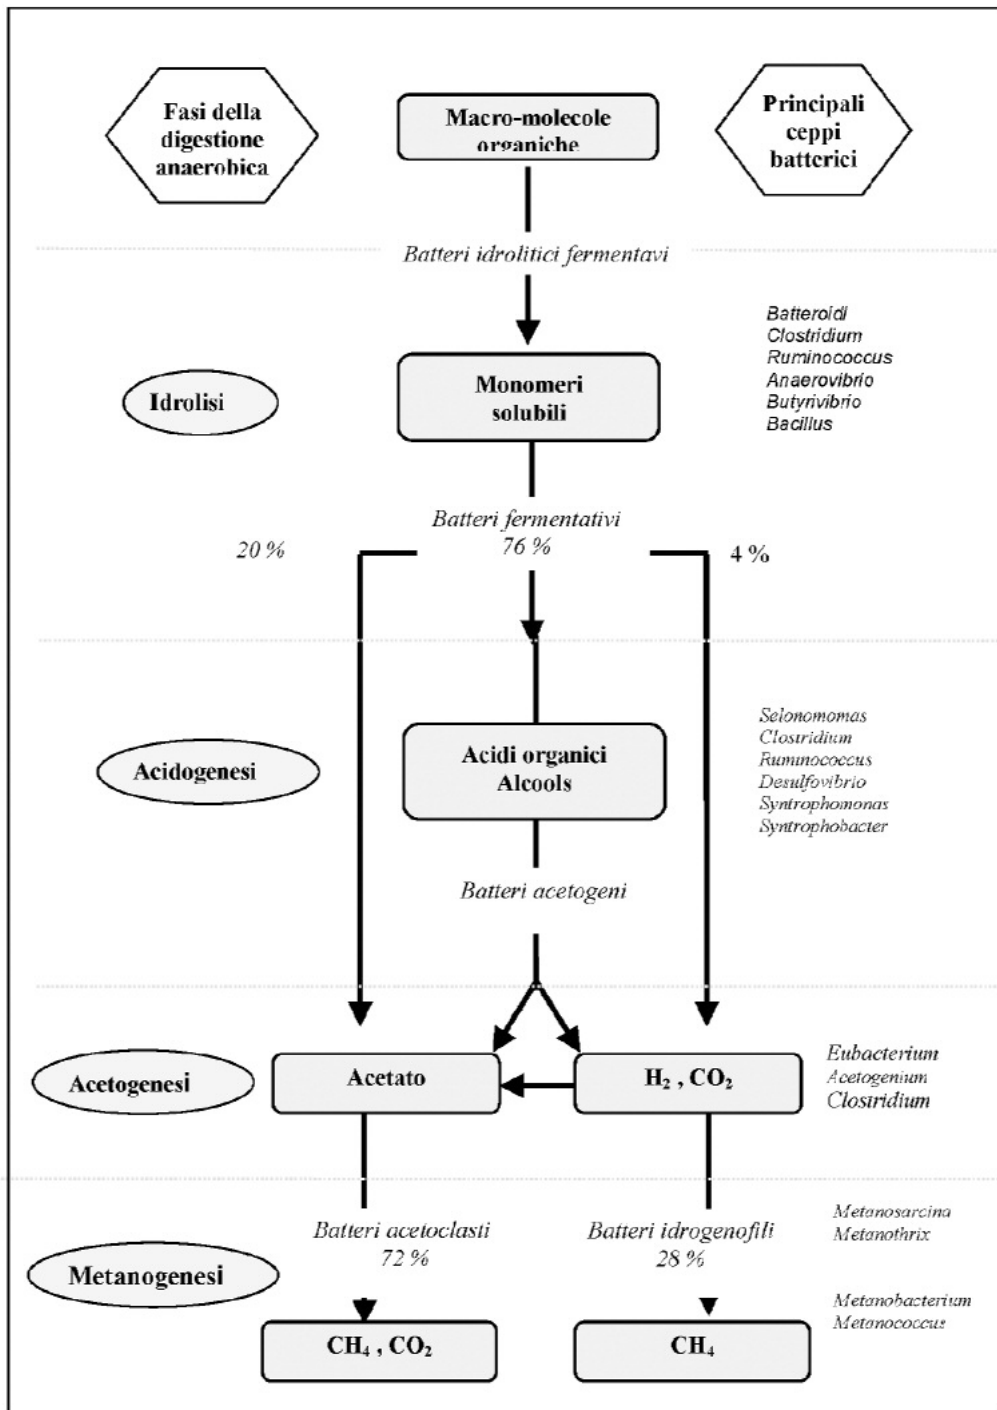 Fasi della
digestione
anaerobica
Macro-molecole
organiche
Principali
ceppi
batterici
Batteri idrolitici fermentavi
Batteroidi
Clostridium
Ruminococcus
Anaerovibrio
Butyrivibrio
Bacillus
Idrolisi
Monomeri
solubili
Batteri fermentativi
20 %
76 %
4 %
Selonomomas
Clostridium
Ruminococcus
Desulfovibrio
Syntrophomonas
Syntrophobacter
Acidogenesi
Acidi organici
Alcools
Batteri acetogeni
Acetogenesi
Acetato
H₂ , CO₂
Eubacterium
Acetogenium
Clostridium
Batteri acetoclasti
72 %
Batteri idrogenofili
28 %
Metanosarcina
Metanothrix
Metanogenesi
Metanobacterium
Metanococcus
CH₄ , CO₂
CH₄